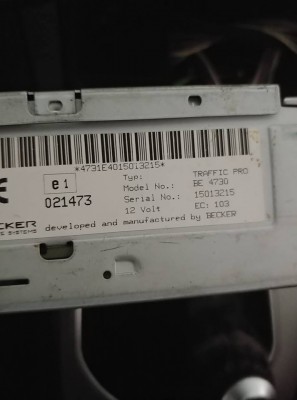 *4731E4015013215*
e1
021473
Typ: TRAFFIC PRO
Model No.: BE 4730
Serial No.: 15013215
12 Volt EC: 103
developed and manufactured by BECKER